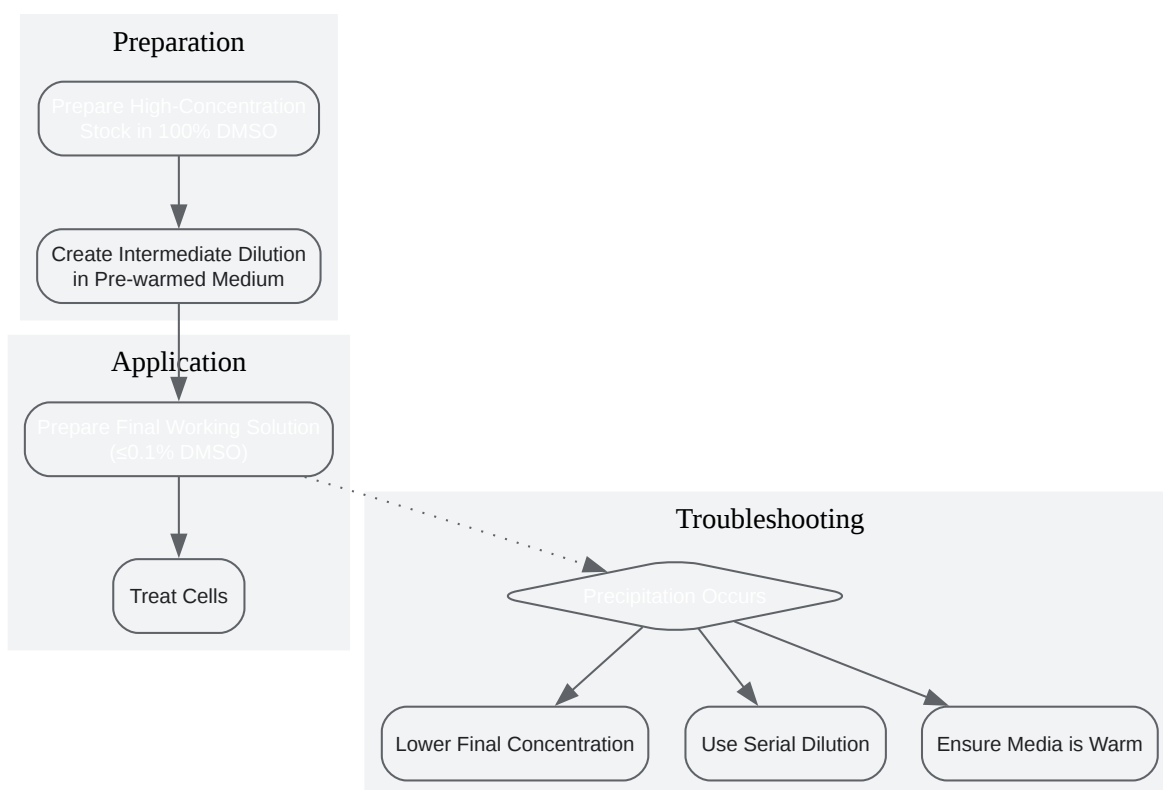 Preparation
Prepare High-Concentration
Stock in 100% DMSO
Create Intermediate Dilution
in Pre-warmed Medium
Application
Prepare Final Working Solution
(≤0.1% DMSO)
Treat Cells
Troubleshooting
Precipitation Occurs
Lower Final Concentration
Use Serial Dilution
Ensure Media is Warm